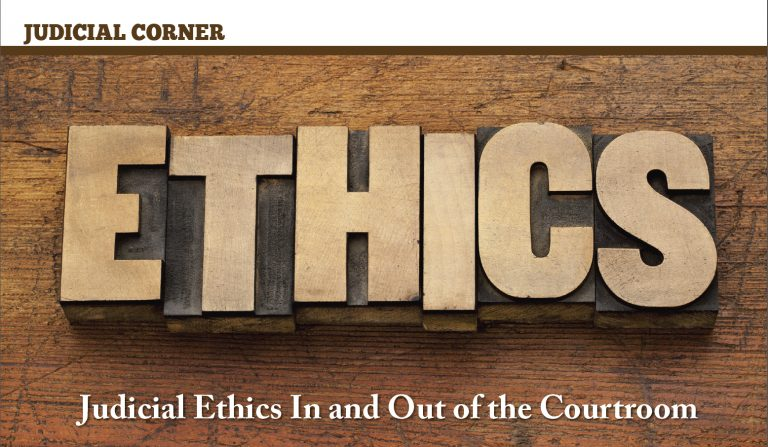 JUDICIAL CORNER
ETHICS
Judicial Ethics In and Out of the Courtroom